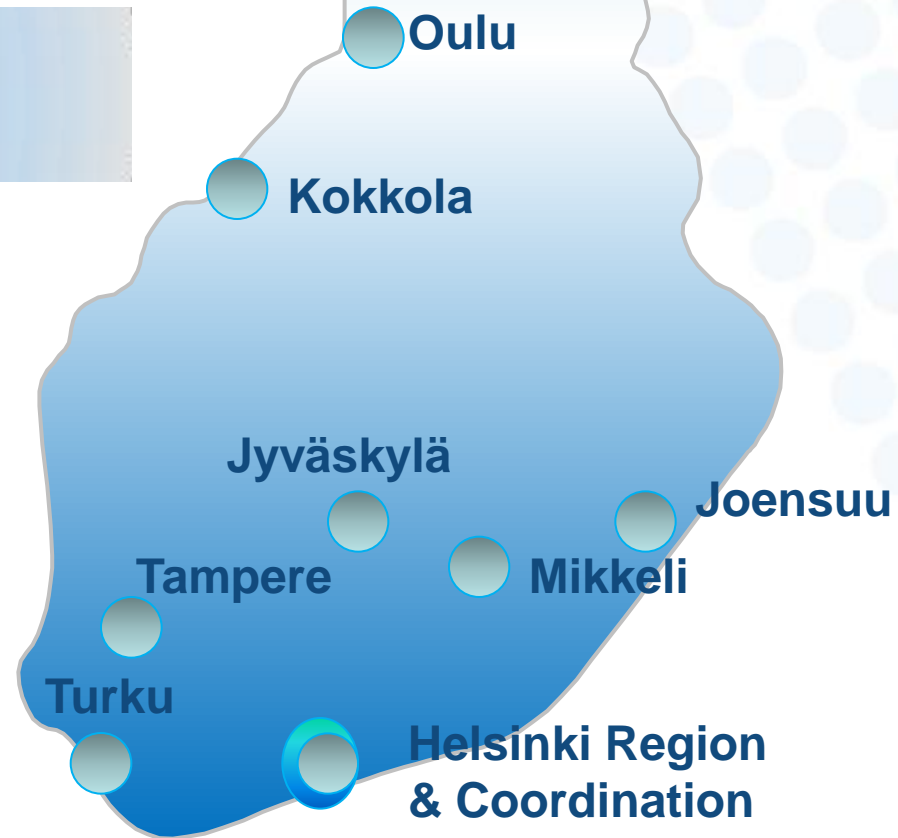 Oulu
Kokkola
Jyväskylä
Joensuu
Tampere
Mikkeli
Turku
Helsinki Region
& Coordination